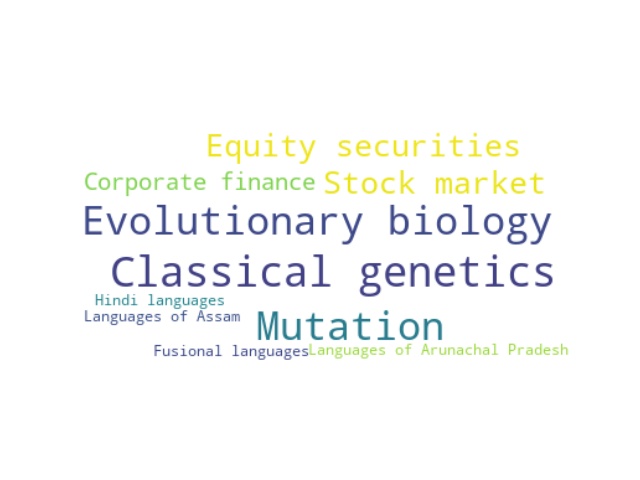 Equity securities
Corporate finance Stock market
Evolutionary biology
Classical genetics
Hindi languages
Languages of Assam
Mutation
Fusional languages Languages of Arunachal Pradesh